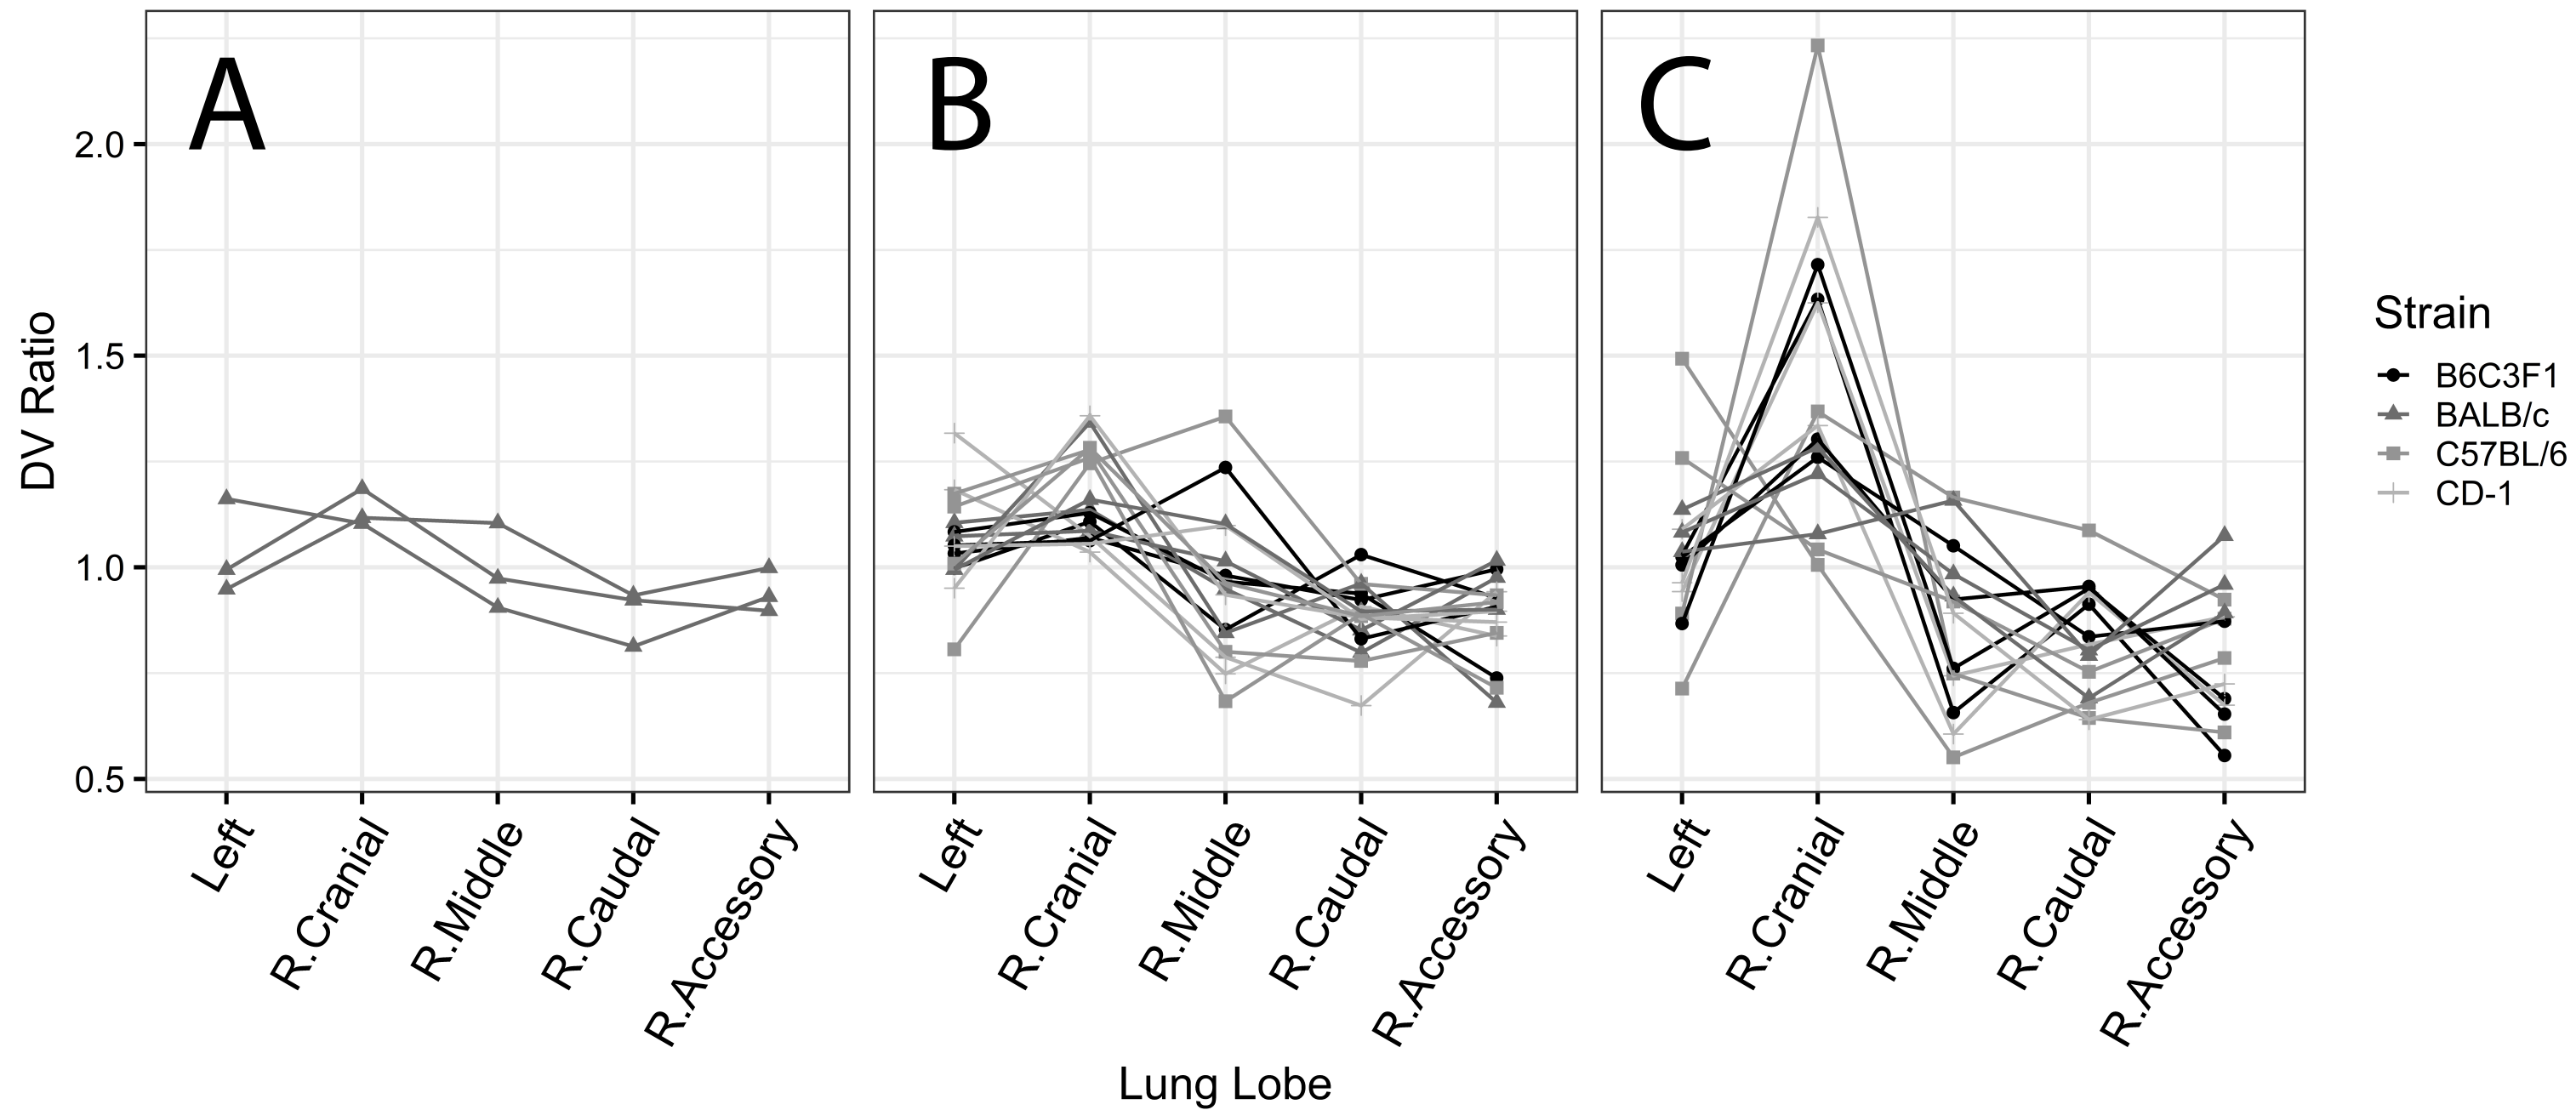 A
B
C
DV Ratio
2.0
1.5
1.0
0.5
Left
R.Cranial
R.Middle
R.Caudal
R.Accessory
Left
R.Cranial
R.Middle
R.Caudal
R.Accessory
Left
R.Cranial
R.Middle
R.Caudal
R.Accessory
Lung Lobe
Strain
B6C3F1
BALB/c
C57BL/6
CD-1